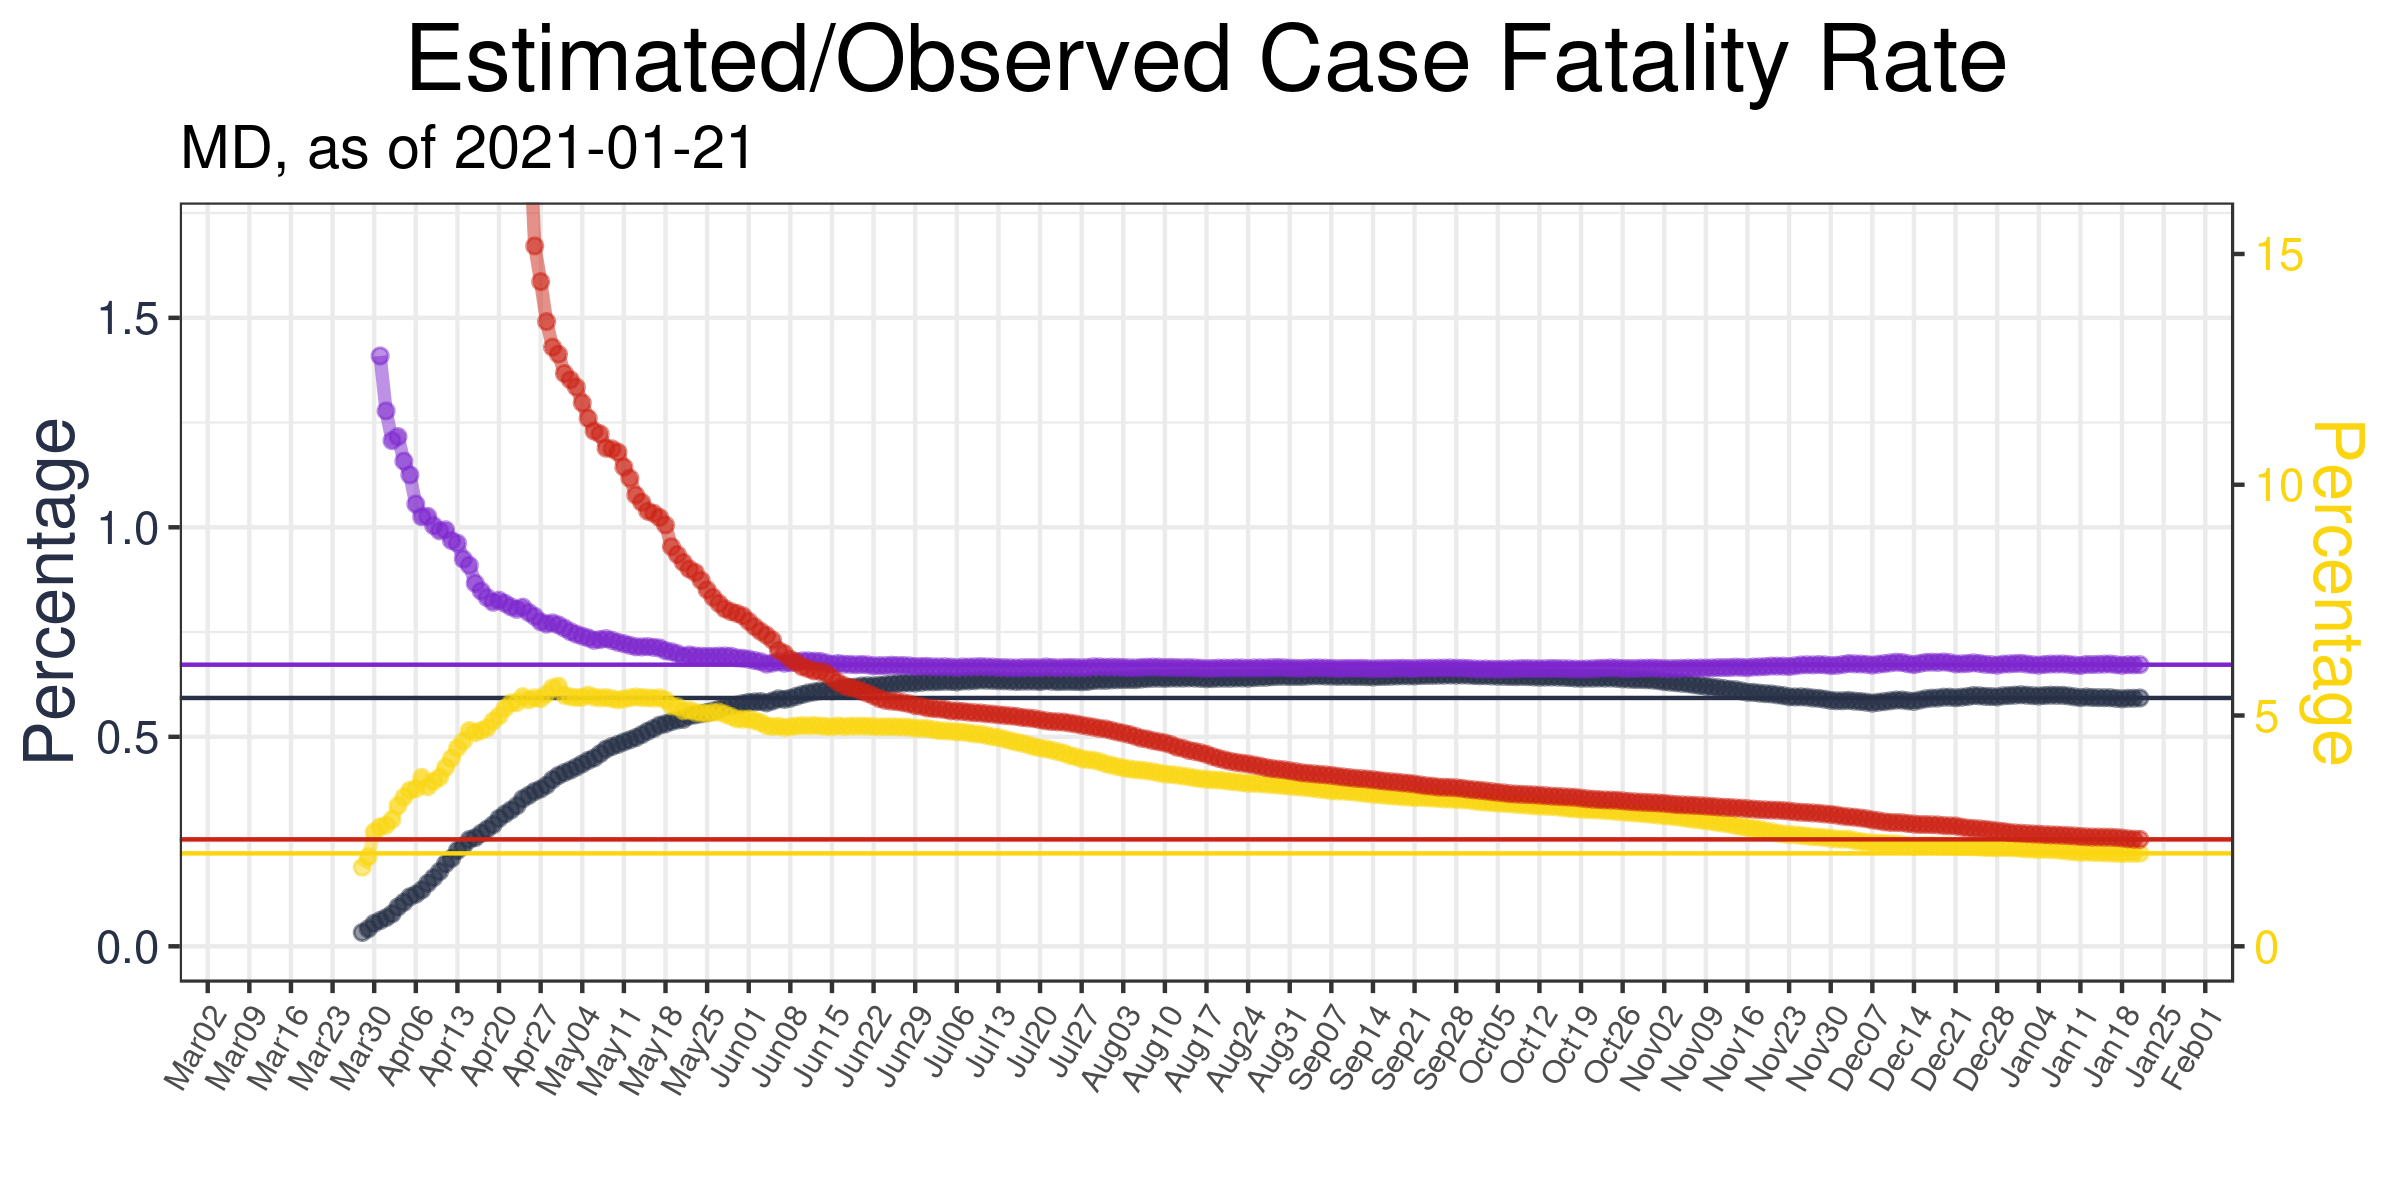 Estimated/Observed Case Fatality Rate
MD, as of 2021-01-21
Percentage
1.5
1.0
0.5
0.0
15
10
5
0
Percentage
Mar02
Mar09
Mar16
Mar23
Mar30
Apr06
Apr13
Apr20
Apr27
May04
May11
May18
May25
Jun01
Jun08
Jun15
Jun22
Jun29
Jul06
Jul13
Jul20
Jul27
Aug03
Aug10
Aug17
Aug24
Aug31
Sep07
Sep14
Sep21
Sep28
Oct05
Oct12
Oct19
Oct26
Nov02
Nov09
Nov16
Nov23
Nov30
Dec07
Dec14
Dec21
Dec28
Jan04
Jan11
Jan18
Jan25
Feb01